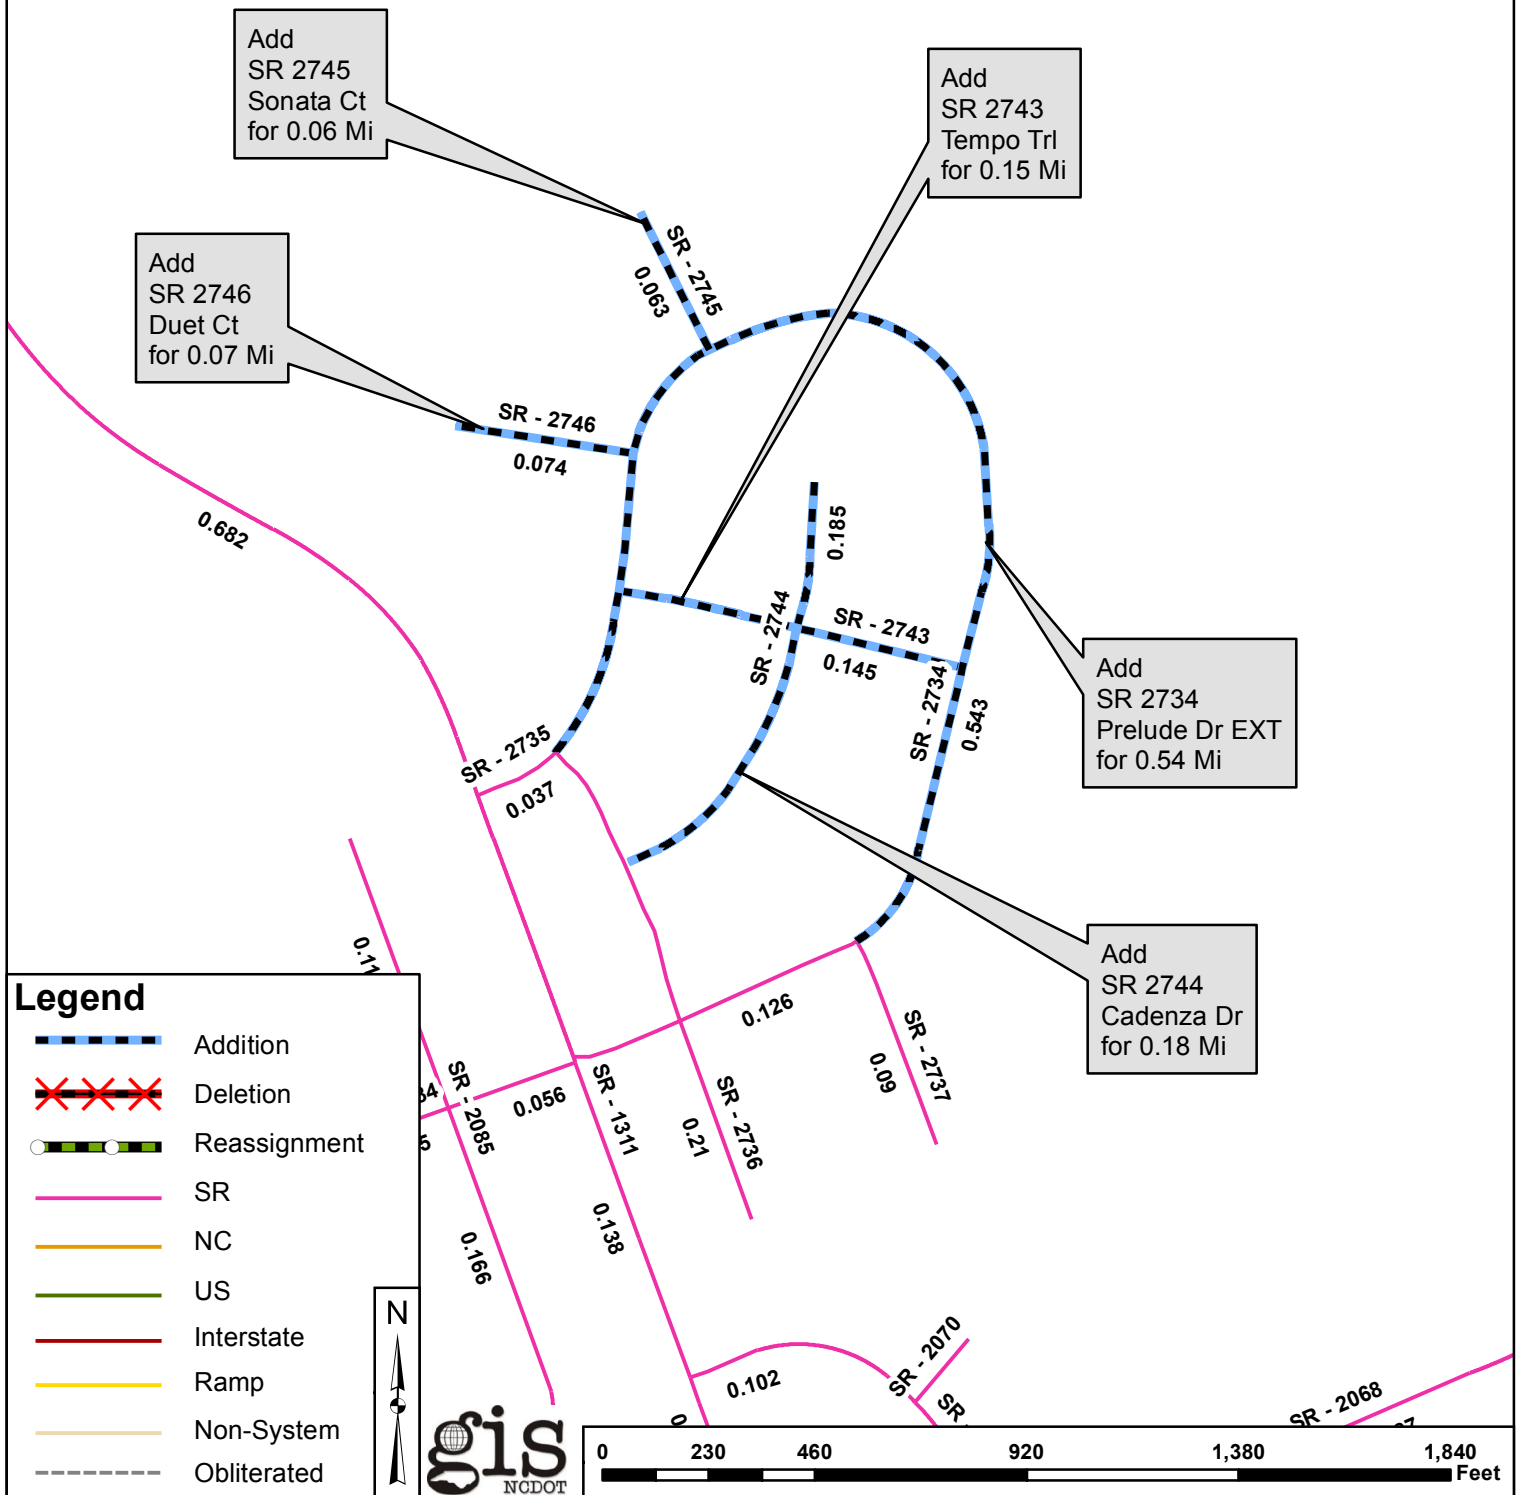 Add
SR 2745
Sonata Ct
for 0.06 Mi
Add
SR 2743
Tempo Trl
for 0.15 Mi
Add
SR 2746
Duet Ct
for 0.07 Mi
SR - 2745
0.063
SR - 2746
0.074
0.682
0.185
SR - 2744
SR - 2743
0.145
SR - 2734
0.543
Add
SR 2734
Prelude Dr EXT
for 0.54 Mi
SR - 2735
0.037
Add
SR 2744
Cadenza Dr
for 0.18 Mi
0.11
0.126
SR - 2737
0.09
SR - 2085
0.056
SR - 1311
SR - 2736
0.21
0.138
0.166
SR - 2070
0.102
SR -
SR - 2068
Legend
Addition
Deletion
Reassignment
SR
NC
US
Interstate
Ramp
Non-System
Obliterated
N
gis
NCDOT
0 230 460 920 1,380 1,840
Feet